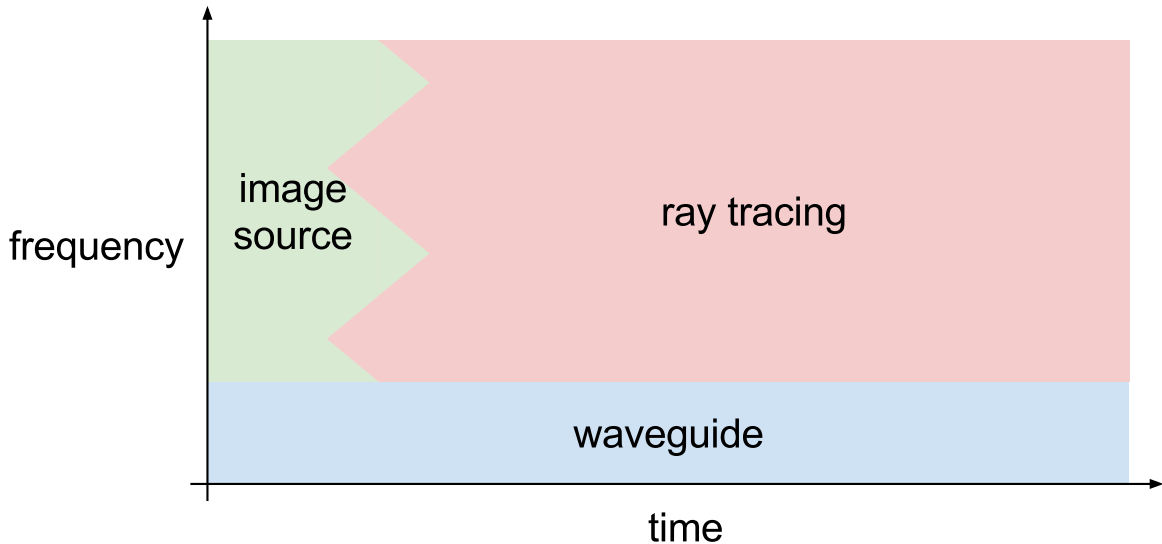 image
source
ray tracing
frequency
waveguide
time